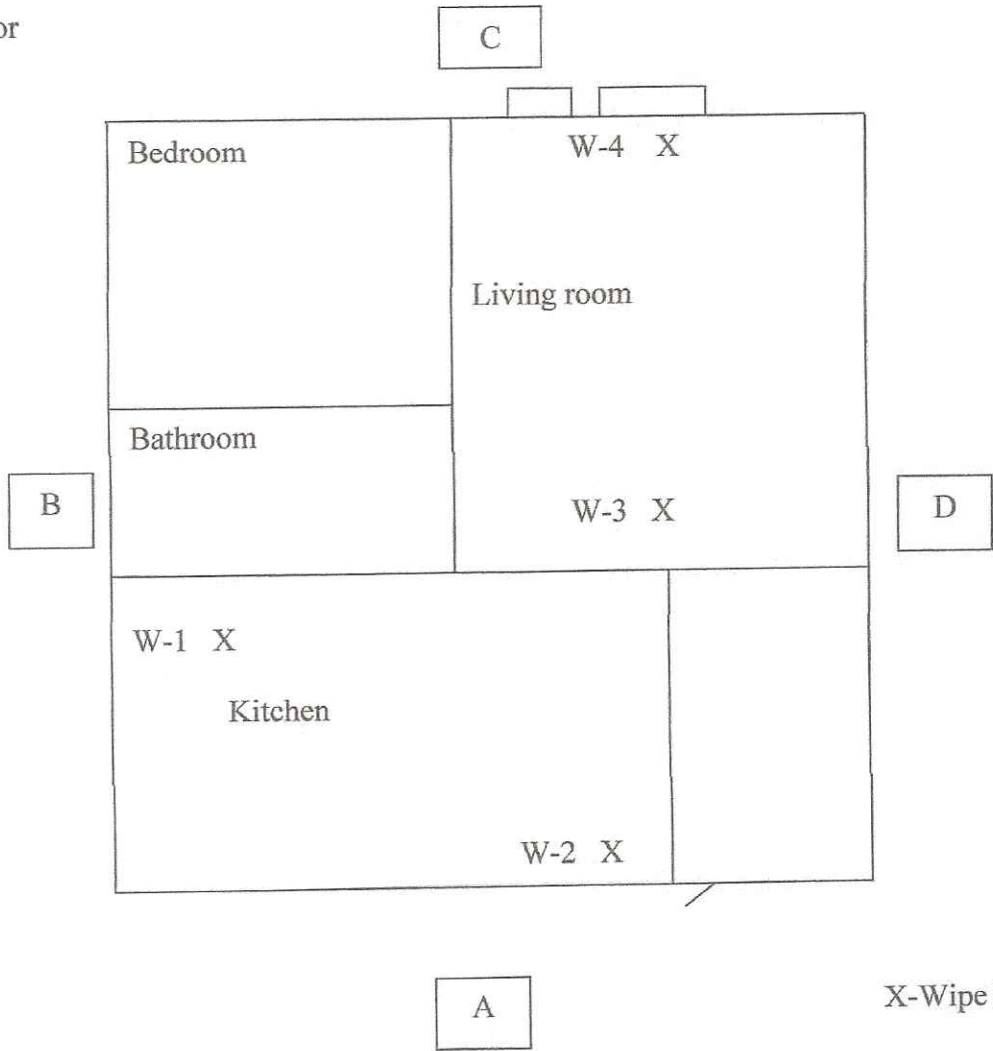 or
C
Bedroom
W-4 X
Living room
Bathroom
B
W-3 X
D
W-1 X
Kitchen
W-2 X
A
X-Wipe